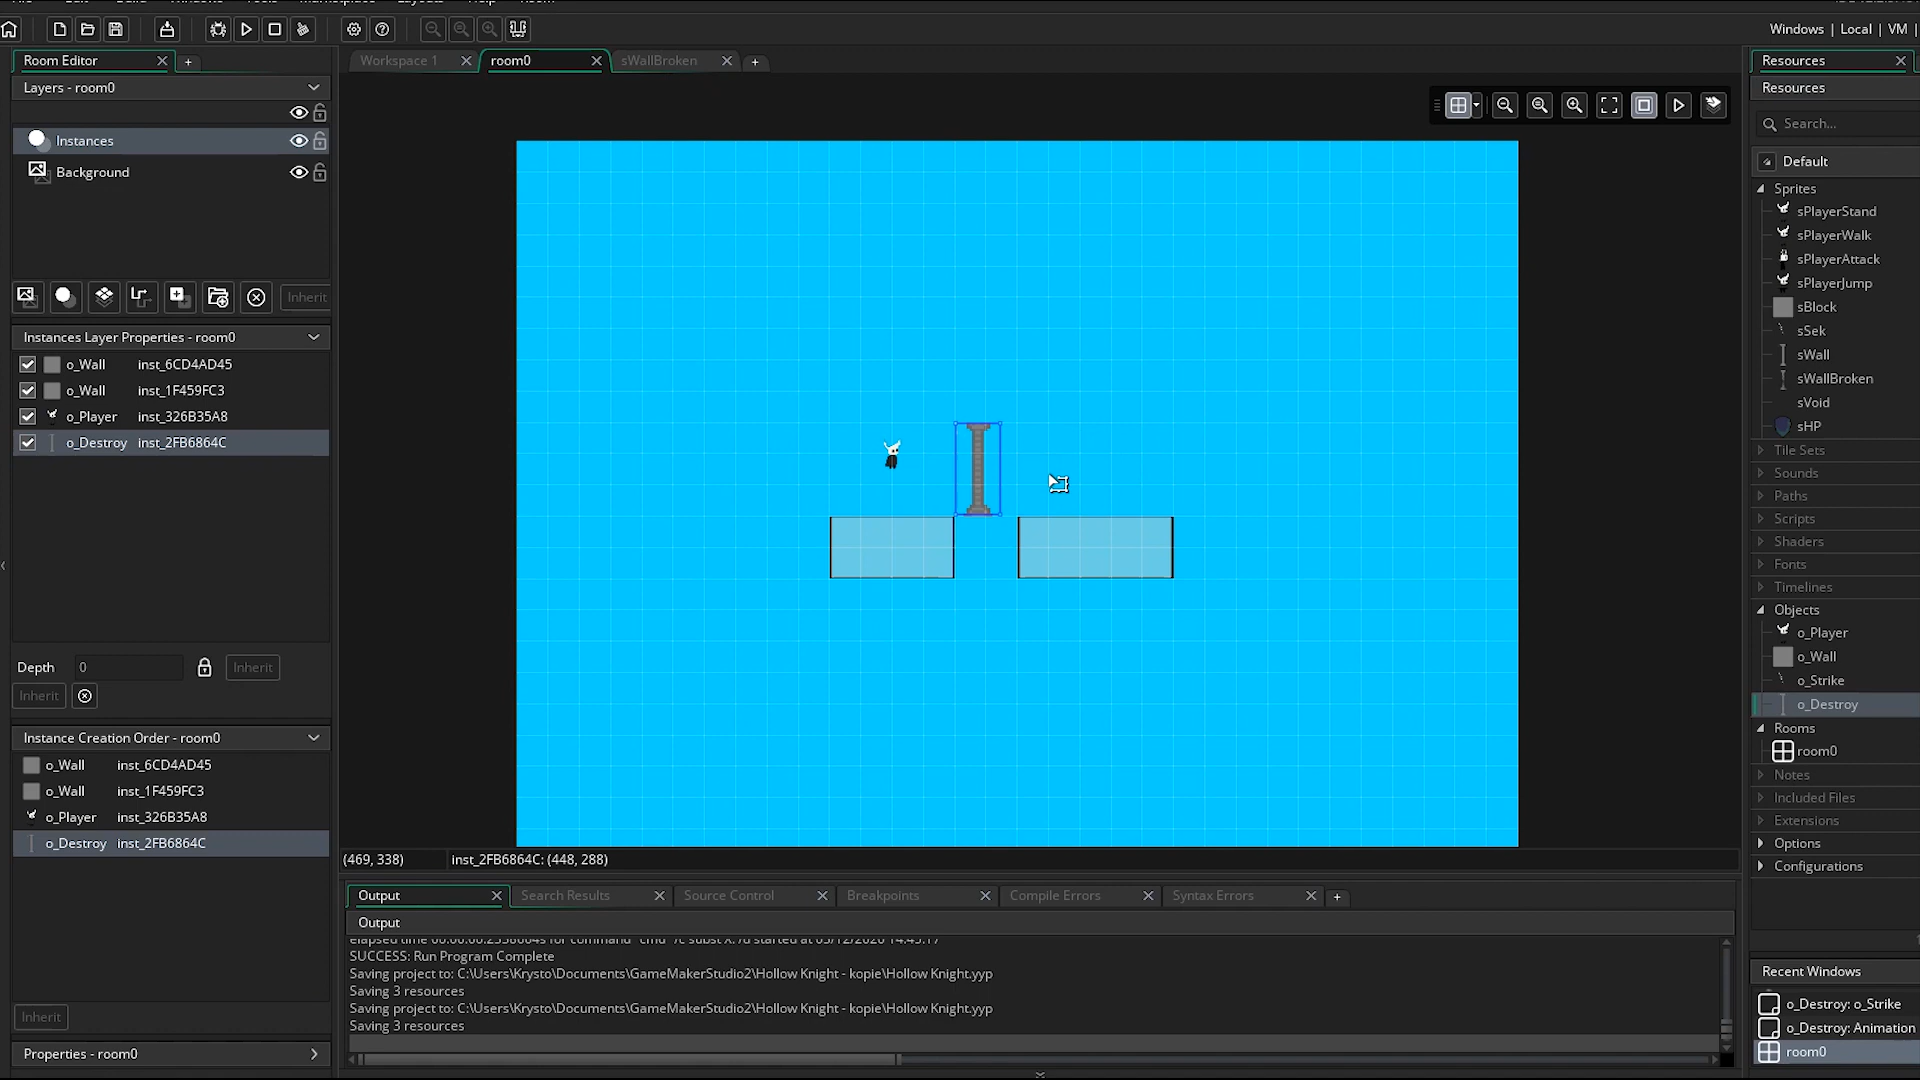 Windows | Local | VM |
Room Editor
Workspace 1
room0
sWallBroken
Resources
Layers - room0
Resources
Search...
Instances
Background
Default
Sprites
sPlayerStand
sPlayerWalk
sPlayerAttack
sPlayerJump
sBlock
sSek
sWall
sWallBroken
sVoid
sHP
Tile Sets
Sounds
Paths
Scripts
Shaders
Fonts
Timelines
Objects
o_Player
o_Wall
o_Strike
o_Destroy
Rooms
room0
Notes
Included Files
Extensions
Options
Configurations
Inherit
Instances Layer Properties - room0
o_Wall inst_6CD4AD45
o_Wall inst_1F459FC3
o_Player inst_326B35A8
o_Destroy inst_2FB6864C
Depth 0 Inherit
Inherit
Instance Creation Order - room0
o_Wall inst_6CD4AD45
o_Wall inst_1F459FC3
o_Player inst_326B35A8
o_Destroy inst_2FB6864C
Inherit
Properties - room0
(469, 338) inst_2FB6864C: (448, 288)
Output Search Results Source Control Breakpoints Compile Errors Syntax Errors
Output
SUCCESS: Run Program Complete
Saving project to: C:\Users\Krysto\Documents\GameMakerStudio2\Hollow Knight - kopie\Hollow Knight.yyp
Saving 3 resources
Saving project to: C:\Users\Krysto\Documents\GameMakerStudio2\Hollow Knight - kopie\Hollow Knight.yyp
Saving 3 resources
Recent Windows
o_Destroy: o_Strike
o_Destroy: Animation
room0